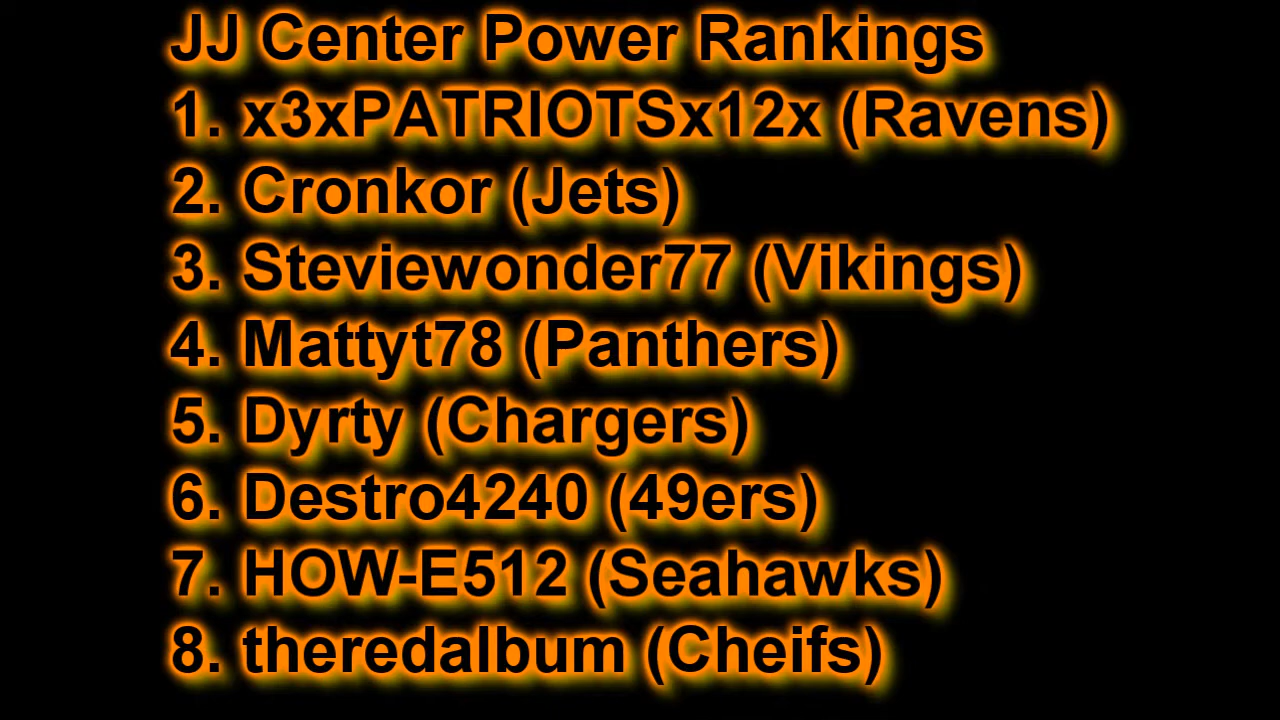 JJ Center Power Rankings
1. x3xPATRIOTSx12x (Ravens)
2. Cronkor (Jets)
3. Steviewonder77 (Vikings)
4. Mattyt78 (Panthers)
5. Dyrty (Chargers)
6. Destro4240 (49ers)
7. HOW-E512 (Seahawks)
8. theredalbum (Cheifs)